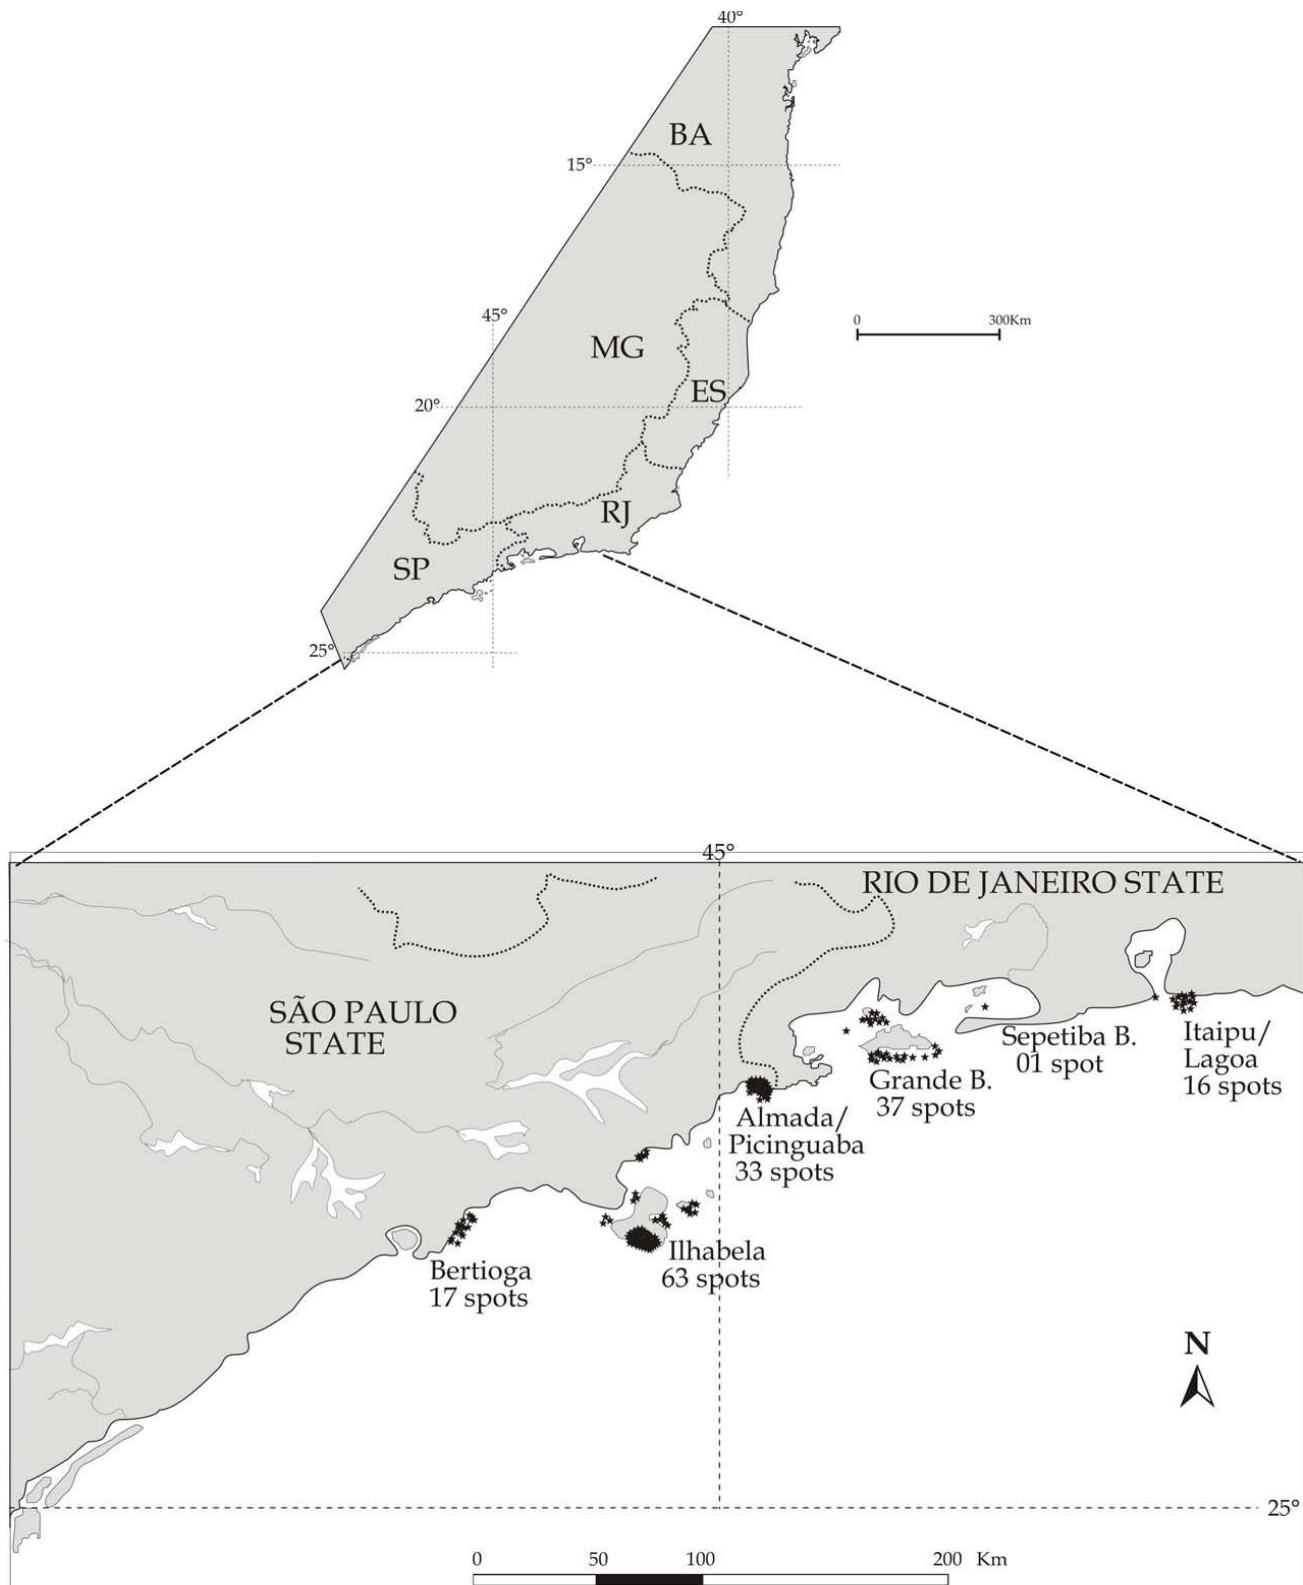 40°
BA
15°
45°
0 300Km
MG
ES
20°
RJ
SP
25°
45°
RIO DE JANEIRO STATE
SÃO PAULO
STATE
Sepetiba B.
01 spot
Itaipu/
Lagoa
16 spots
Grande B.
37 spots
Almada/
Picinguaba
33 spots
Ilhabela
63 spots
Bertioga
17 spots
N
25°
0 50 100 200 Km